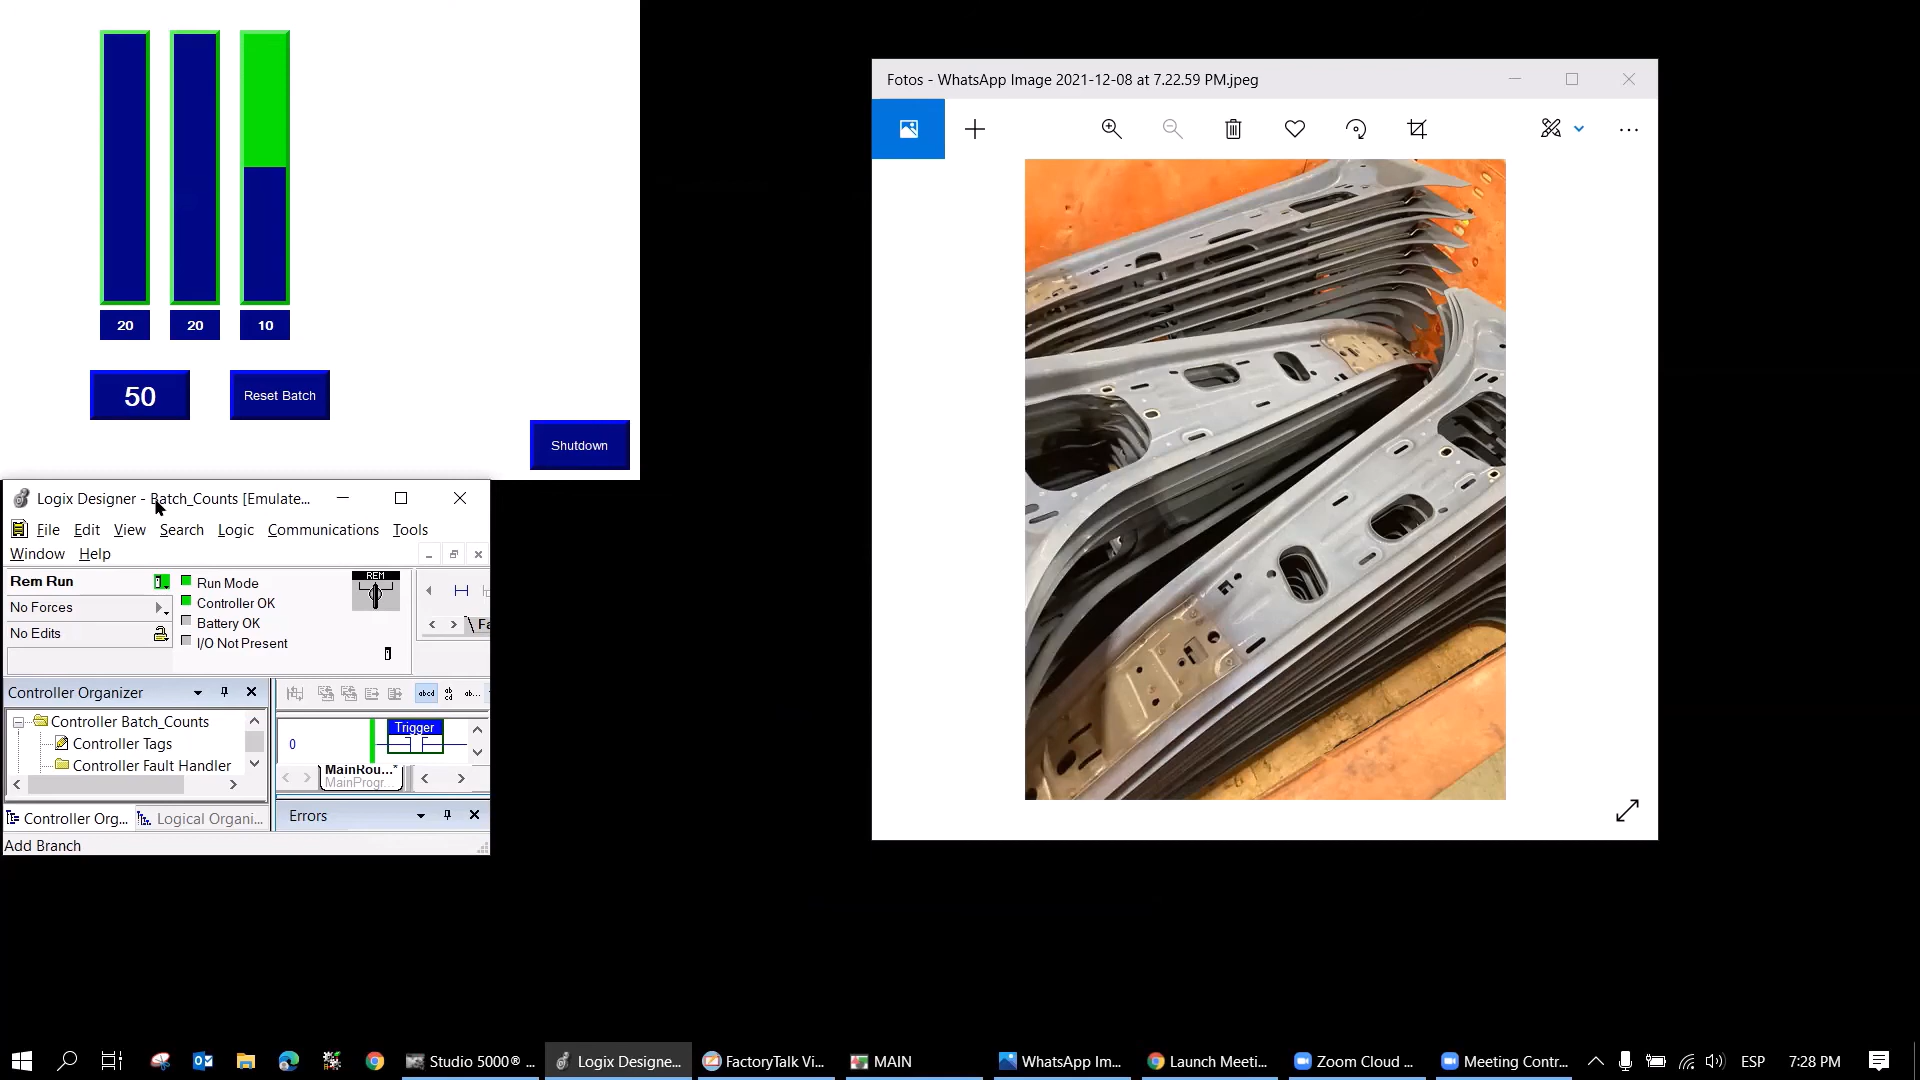 20 20 10
50
Reset Batch
Shutdown
Fotos - WhatsApp Image 2021-12-08 at 7.22.59 PM.jpeg
Logix Designer - Batch_Counts [Emulate...
File Edit View Search Logic Communications Tools
Window Help
Rem Run
No Forces
No Edits
Run Mode
Controller OK
Battery OK
I/O Not Present
REM
Controller Organizer
Controller Batch_Counts
Controller Tags
Controller Fault Handler
Controller Org...
Logical Organi...
abcd
ab cd
ab...
0
Trigger
MainRou...*
MainProgr...
Errors
Add Branch
Studio 5000® ...
Logix Designe...
FactoryTalk Vi...
MAIN
WhatsApp Im...
Launch Meeti...
Zoom Cloud ...
Meeting Contr...
ESP
7:28 PM